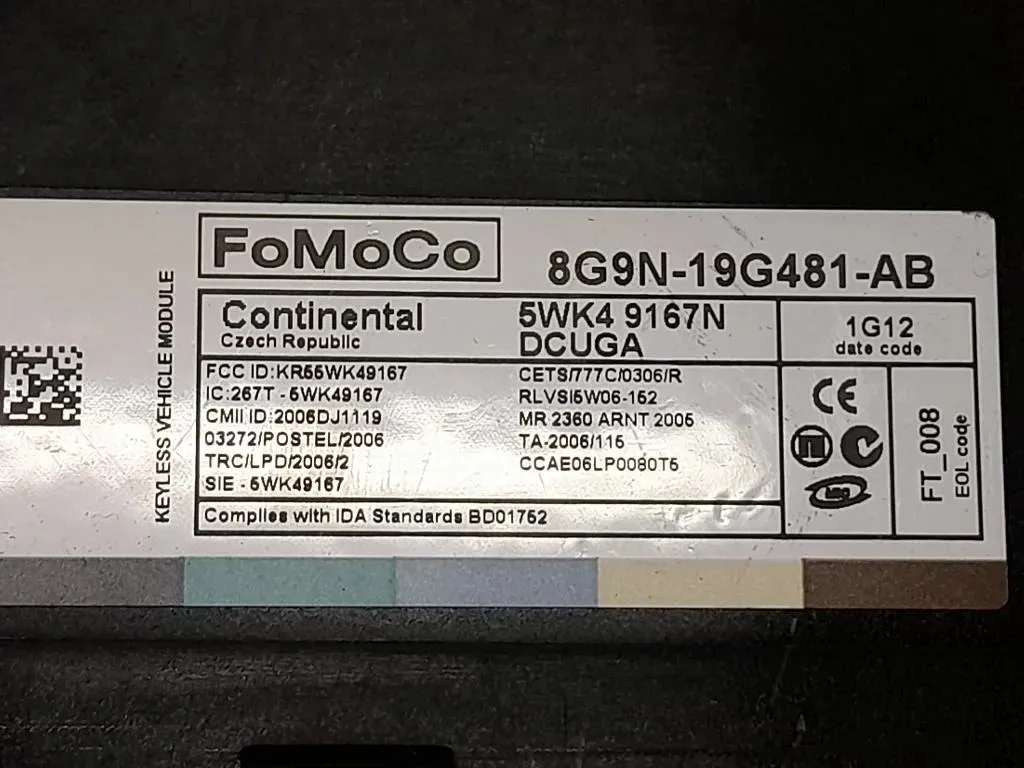 FoMoCo
8G9N-19G481-AB
KEYLESS VEHICLE MODULE
Continental
Czech Republic
5WK4 9167N
DCUGA
1G12
date code
FCC ID:KR55WK49167
IC:267T - 5WK49167
CMII ID:2006DJ1119
03272/POSTEL/2006
TRC/LPD/2006/2
SIE - 5WK49167
CETS/777C/0306/R
RLVSI5W06-152
MR 2360 ARNT 2005
TA-2006/115
CCAE06LP0080T5
CE
FT_008
EOL code
Complies with IDA Standards BD01752